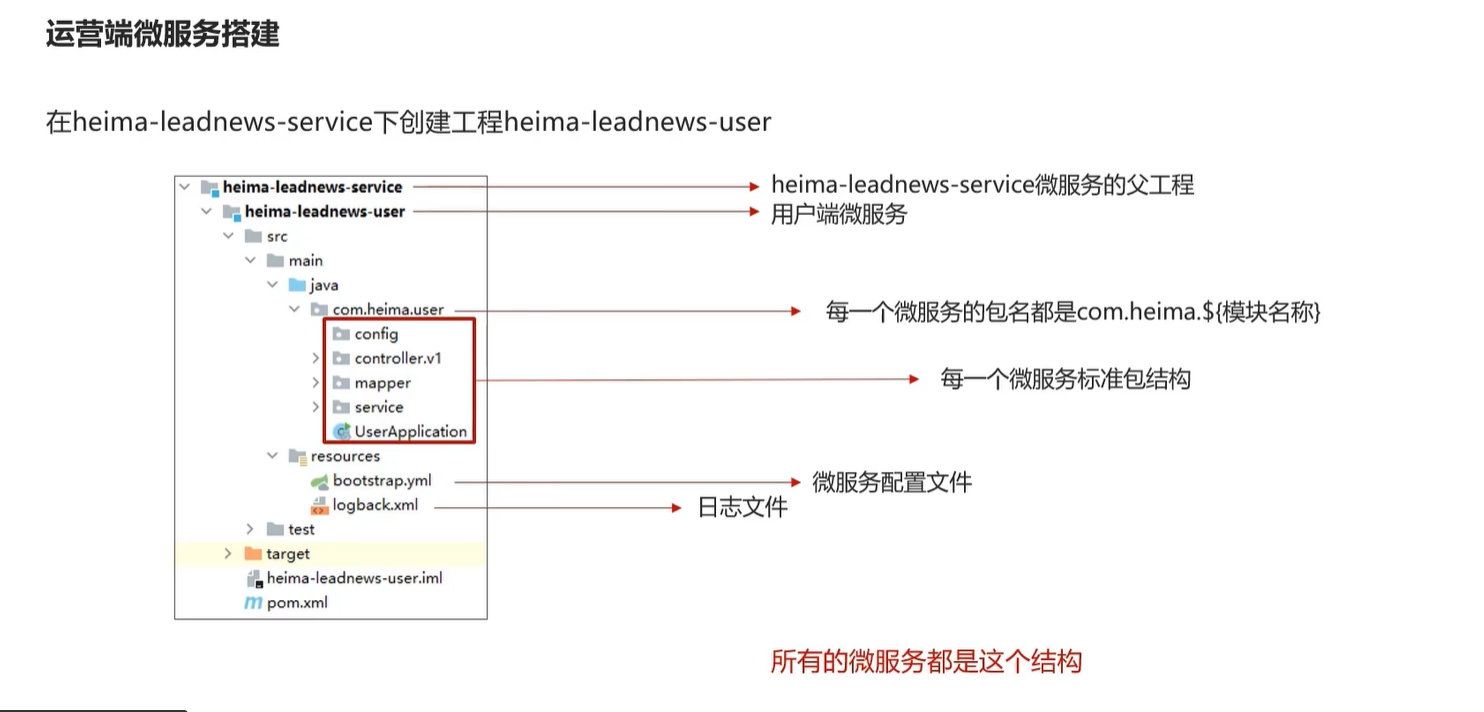 运营端微服务搭建
在heima-leadnews-service下创建工程heima-leadnews-user
heima-leadnews-service
heima-leadnews-service微服务的父工程
heima-leadnews-user
用户端微服务
src
main
java
com.heima.user
每一个微服务的包名都是com.heima.${模块名称}
config
controller.v1
mapper
每一个微服务标准包结构
service
UserApplication
resources
bootstrap.yml
微服务配置文件
logback.xml
日志文件
test
target
heima-leadnews-user.iml
pom.xml
所有的微服务都是这个结构